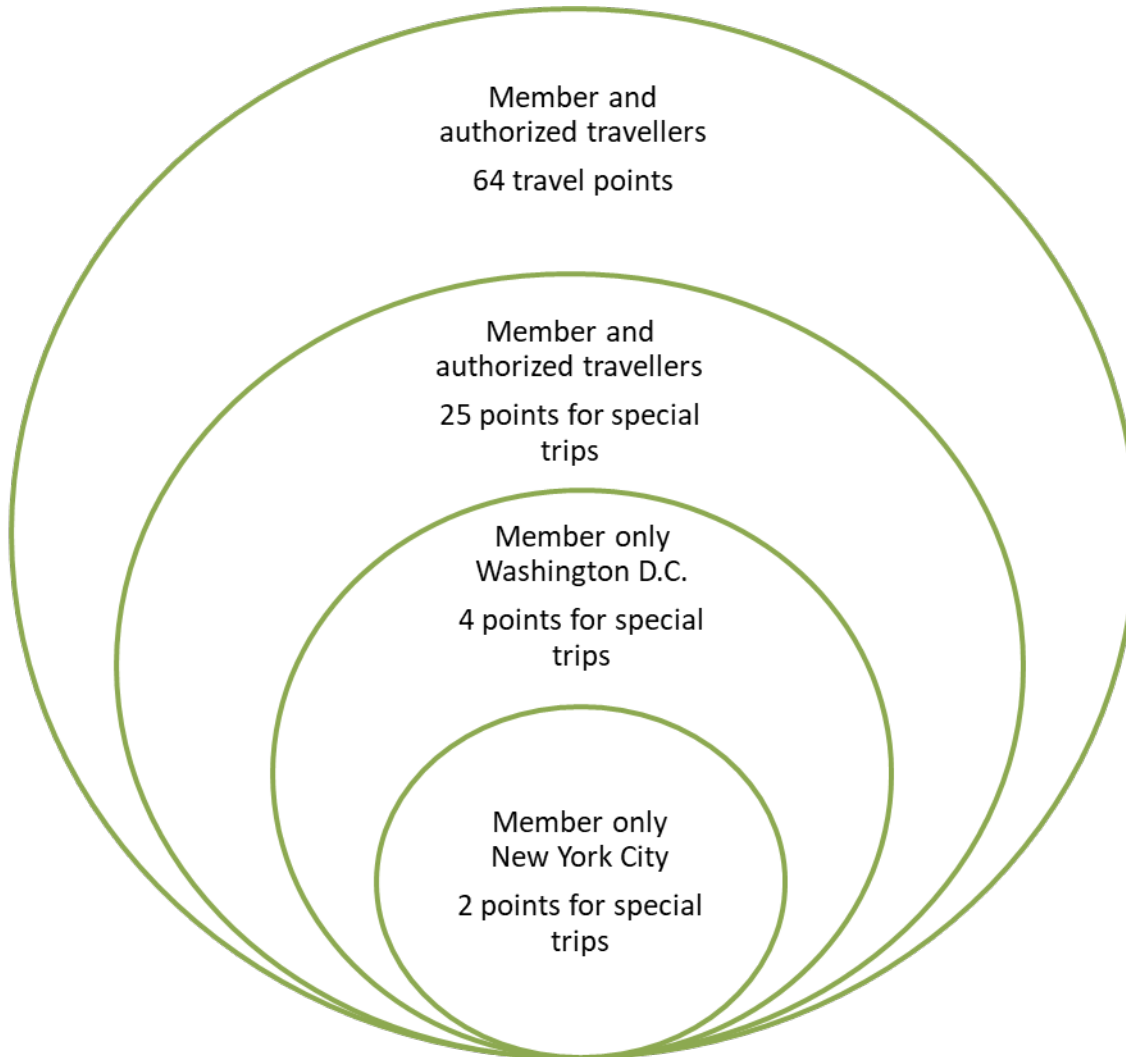 Member and
authorized travellers
64 travel points
Member and
authorized travellers
25 points for special
trips
Member only
Washington D.C.
4 points for special
trips
Member only
New York City
2 points for special
trips